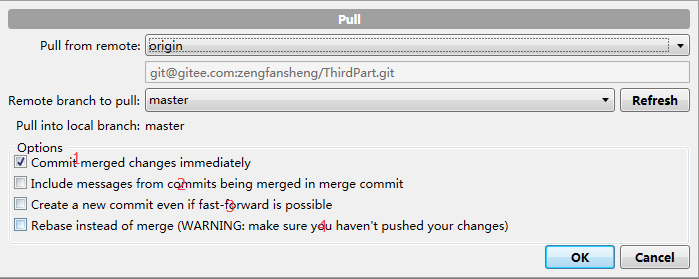 Pull
Pull from remote: origin
git@gitee.com:zengfansheng/ThirdPart.git
Remote branch to pull: master Refresh
Pull into local branch: master
Options
Commit merged changes immediately 1
Include messages from commits being merged in merge commit 2
Create a new commit even if fast-forward is possible 3
Rebase instead of merge (WARNING: make sure you haven't pushed your changes) 4
OK Cancel